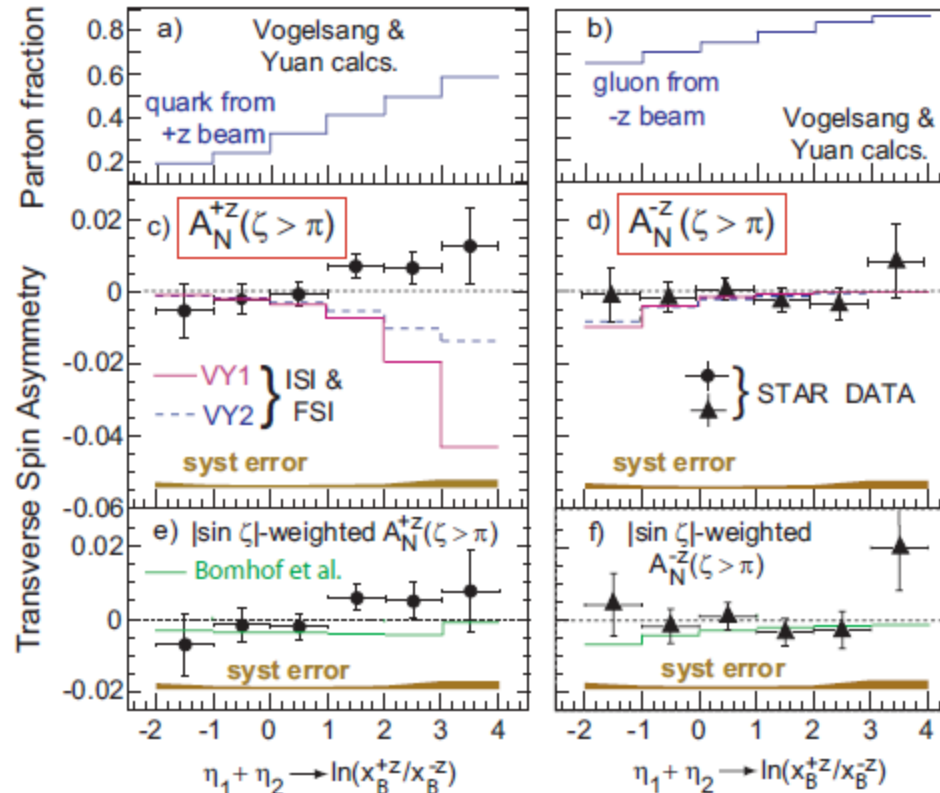 Parton fraction
0.8
0.6
0.4
0.2
a)
Vogelsang &
Yuan calcs.
quark from
+z beam
b)
gluon from
-z beam
Vogelsang &
Yuan calcs.
Transverse Spin Asymmetry
0.02
0
-0.02
-0.04
-0.06
c) A_N^{+z}(ζ > π)
VY1
VY2
} ISI &
FSI
syst error
d) A_N^{-z}(ζ > π)
} STAR DATA
syst error
0.02
0
-0.02
e) |sin ζ|-weighted A_N^{+z}(ζ > π)
Bomhof et al.
syst error
f) |sin ζ|-weighted
A_N^{-z}(ζ > π)
syst error
-2 -1 0 1 2 3 4
-2 -1 0 1 2 3 4
η₁ + η₂ → ln(x_B^{+z}/x_B^{-z})
η₁ + η₂ → ln(x_B^{+z}/x_B^{-z})